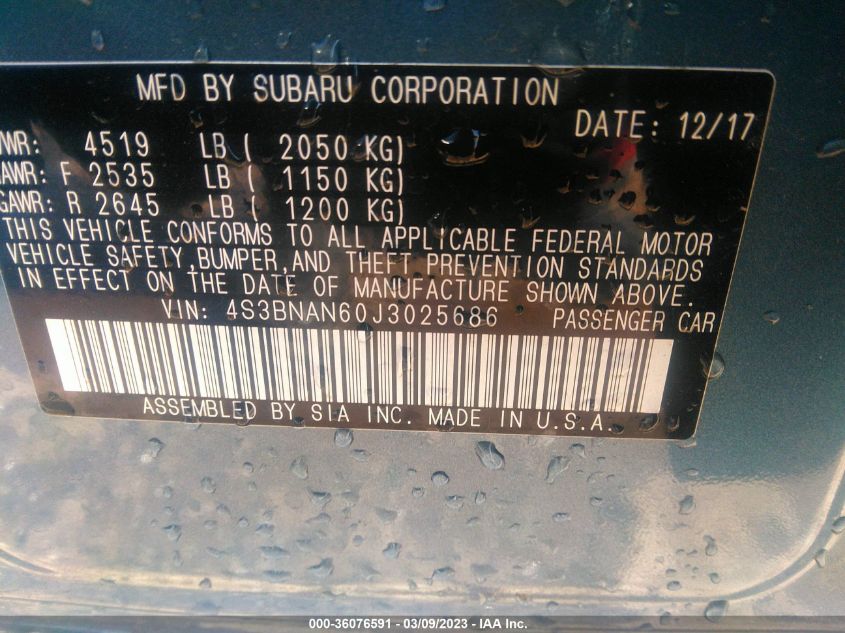 MFD BY SUBARU CORPORATION
DATE: 12/17
WR: 4519 LB ( 2050 KG)
AWR: F 2535 LB ( 1150 KG)
GAWR: R 2645 LB ( 1200 KG)
THIS VEHICLE CONFORMS TO ALL APPLICABLE FEDERAL MOTOR
VEHICLE SAFETY, BUMPER, AND THEFT PREVENTION STANDARDS
IN EFFECT ON THE DATE OF MANUFACTURE SHOWN ABOVE.
VIN: 4S3BNAN60J3025686 PASSENGER CAR
ASSEMBLED BY SIA INC. MADE IN U.S.A.
000-36076591 - 03/09/2023 - IAA Inc.